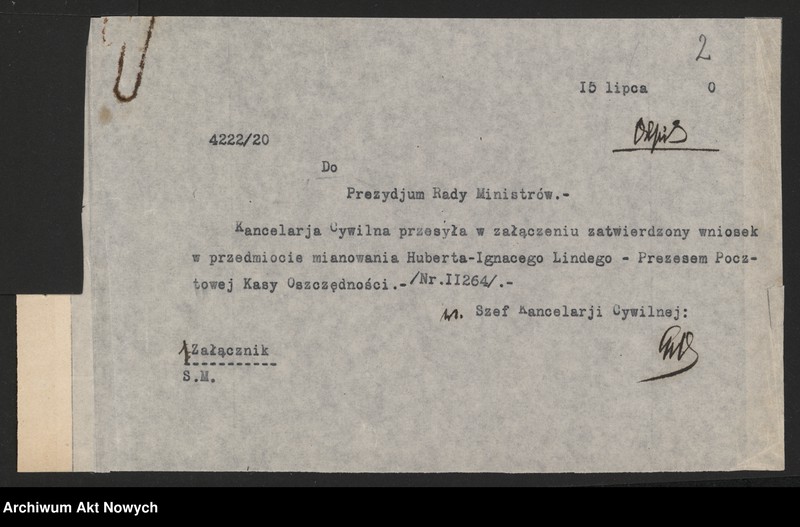 2
15 lipca 0
Odpis
4222/20
Do
Prezydjum Rady Ministrów.-
Kancelarja Cywilna przesyła w załączeniu zatwierdzony wniosek
w przedmiocie mianowania Huberta-Ignacego Lindego - Prezesem Pocz-
towej Kasy Oszczędności.-/Nr.II264/.-
Szef Kancelarji Cywilnej:
1 Załącznik
S.M.
Archiwum Akt Nowych